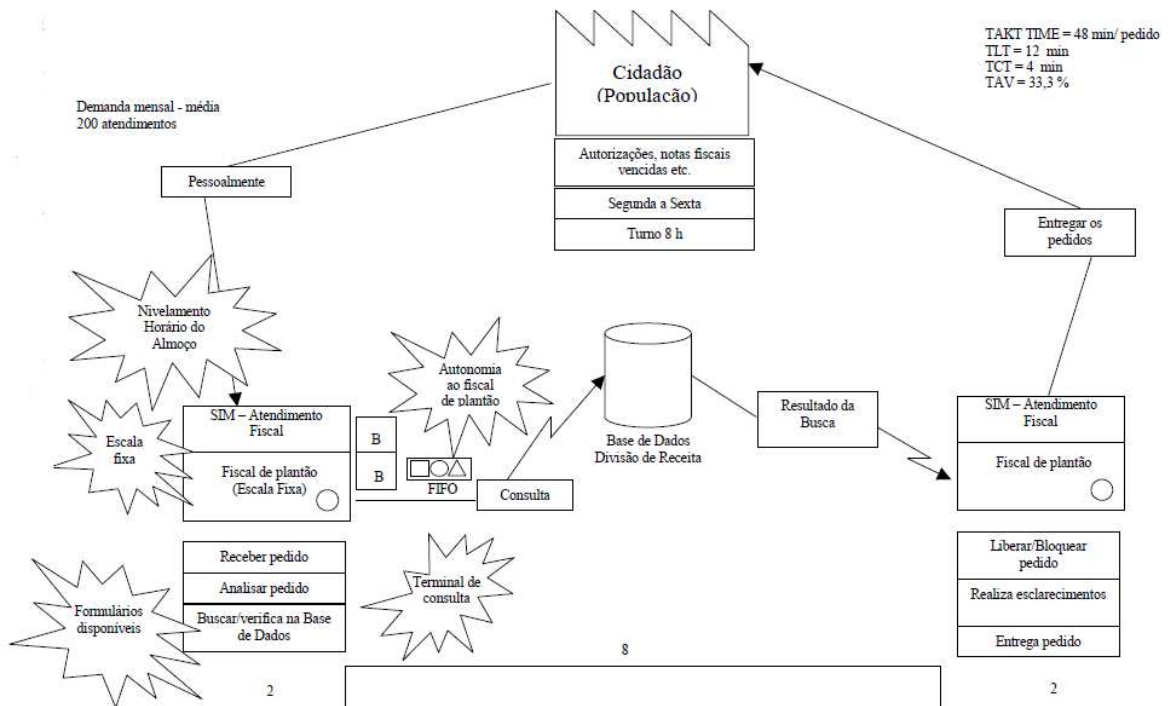 TAKT TIME = 48 min/ pedido
TLT = 12 min
TCT = 4 min
TAV = 33,3 %
Cidadão
(População)
Demanda mensal - média
200 atendimentos
Autorizações, notas fiscais
vencidas etc.
Pessoalmente
Segunda a Sexta
Turno 8 h
Entregar os
pedidos
Nivelamento
Horário do
Almoço
Autonomia
ao fiscal
de plantão
SIM – Atendimento
Fiscal
B
Escala
fixa
Fiscal de plantão
(Escala Fixa)
B
FIFO
Consulta
Base de Dados
Divisão de Receita
Resultado da
Busca
SIM – Atendimento
Fiscal
Fiscal de plantão
Receber pedido
Analisar pedido
Buscar/verifica na Base
de Dados
Formulários
disponíveis
Terminal de
consulta
Liberar/Bloquear
pedido
Realiza esclarecimentos
Entrega pedido
2
8
2